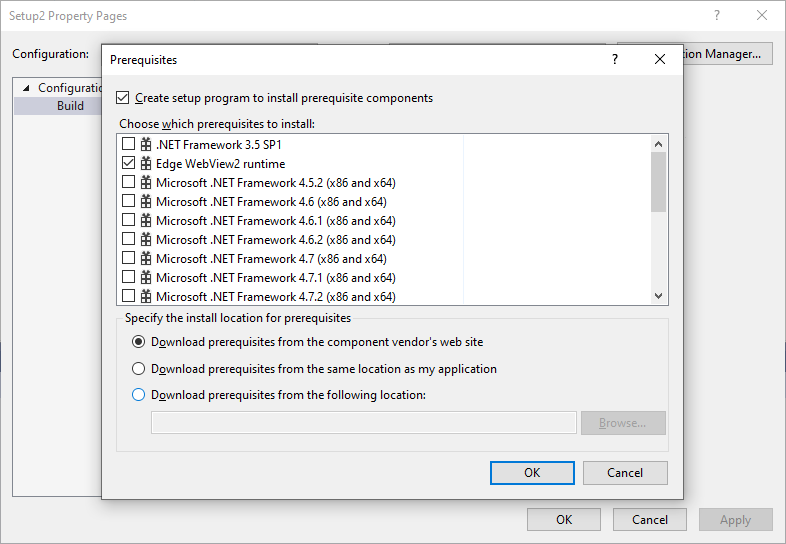 Setup2 Property Pages
Configuration:
Prerequisites
Manager...
Build
Create setup program to install prerequisite components
Choose which prerequisites to install:
.NET Framework 3.5 SP1
Edge WebView2 runtime
Microsoft .NET Framework 4.5.2 (x86 and x64)
Microsoft .NET Framework 4.6 (x86 and x64)
Microsoft .NET Framework 4.6.1 (x86 and x64)
Microsoft .NET Framework 4.6.2 (x86 and x64)
Microsoft .NET Framework 4.7 (x86 and x64)
Microsoft .NET Framework 4.7.1 (x86 and x64)
Microsoft .NET Framework 4.7.2 (x86 and x64)
Specify the install location for prerequisites
Download prerequisites from the component vendor's web site
Download prerequisites from the same location as my application
Download prerequisites from the following location:
Browse...
OK Cancel
OK Cancel Apply